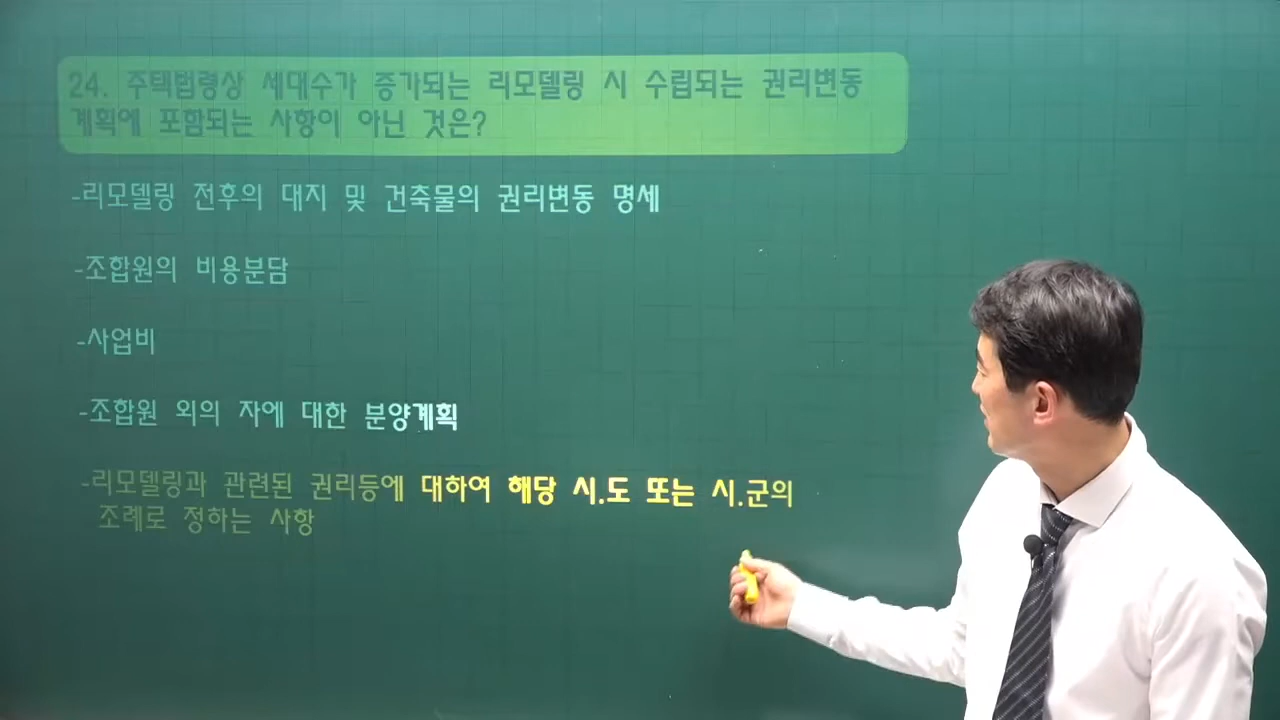 24. 주택법령상 세대수가 증가되는 리모델링 시 수립되는 권리변동
계획에 포함되는 사항이 아닌 것은?
-리모델링 전후의 대지 및 건축물의 권리변동 명세
-조합원의 비용분담
-사업비
-조합원 외의 자에 대한 분양계획
-리모델링과 관련된 권리등에 대하여 해당 시.도 또는 시.군의
조례로 정하는 사항